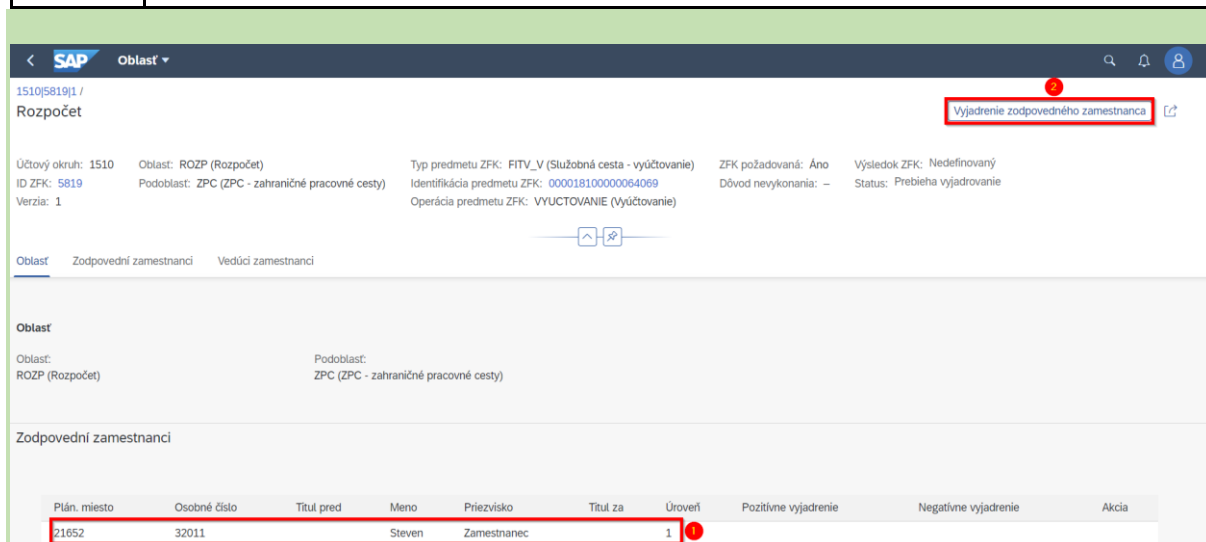 SAP Oblasť
1510|5819|1 /
2
Rozpočet
Vyjadrenie zodpovedného zamestnanca
Účtový okruh: 1510 Oblast: ROZP (Rozpočet) Typ predmetu ZFK: FITV_V (Služobná cesta - vyúčtovanie) ZFK požadovaná: Áno Výsledok ZFK: Nedefinovaný
ID ZFK: 5819 Podoblast: ZPC (ZPC - zahraničné pracovné cesty) Identifikácia predmetu ZFK: 000018100000064069 Dôvod nevykonania: – Status: Prebieha vyjadrovanie
Verzia: 1 Operácia predmetu ZFK: VYUCTOVANIE (Vyúčtovanie)
Oblasť Zodpovední zamestnanci Vedúci zamestnanci
Oblasť
Oblasť: Podoblasť:
ROZP (Rozpočet) ZPC (ZPC - zahraničné pracovné cesty)
Zodpovední zamestnanci
Plán. miesto Osobné číslo Titul pred Meno Priezvisko Titul za Úroveň Pozitívne vyjadrenie Negatívne vyjadrenie Akcia
21652 32011 Steven Zamestnanec 1 1